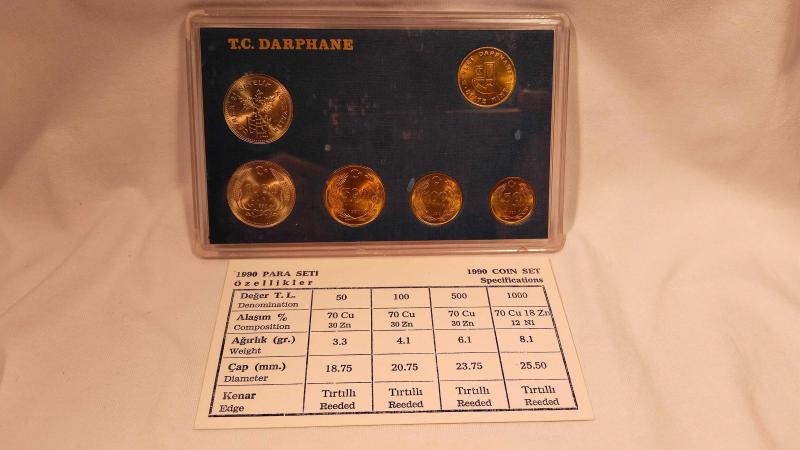 T.C. DARPHANE
500
100
50
1990 PARA SETİ
özellikler
1990 COIN SET
Specifications
Değer T. L.
Denomination
50
100
500
1000
Alaşım %
Composition
70 Cu
30 Zn
70 Cu
30 Zn
70 Cu
30 Zn
70 Cu 18 Zn
12 Ni
Ağırlık (gr.)
Weight
3.3
4.1
6.1
8.1
Çap (mm.)
Diameter
18.75
20.75
23.75
25.50
Kenar
Edge
Tırtıllı
Reeded
Tırtıllı
Reeded
Tırtıllı
Reeded
Tırtıllı
Reeded